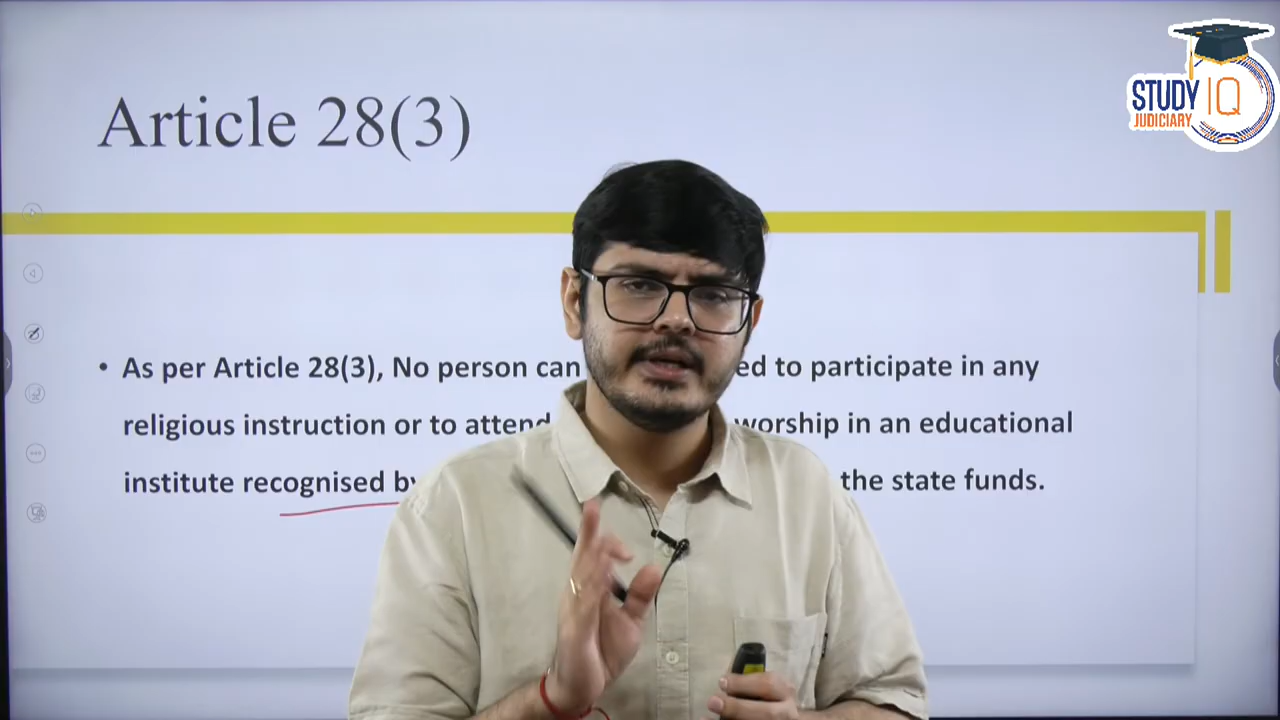 Article 28(3)
STUDY IQ
JUDICIARY
• As per Article 28(3), No person can ed to participate in any
religious instruction or to attend worship in an educational
institute recognised by the state funds.